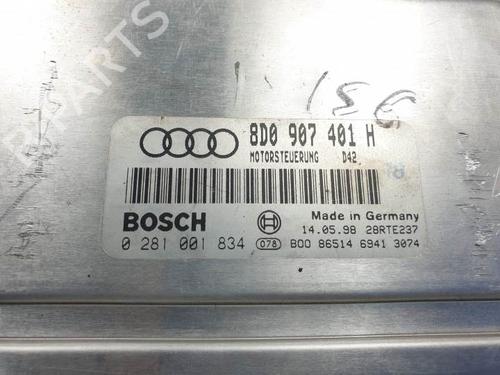 8D0 907 401 H
MOTORSTEUERUNG D42
BOSCH
Made in Germany
0 281 001 834
14.05.98 28RTE237
078 B00 86514 6941 3074
PARTS